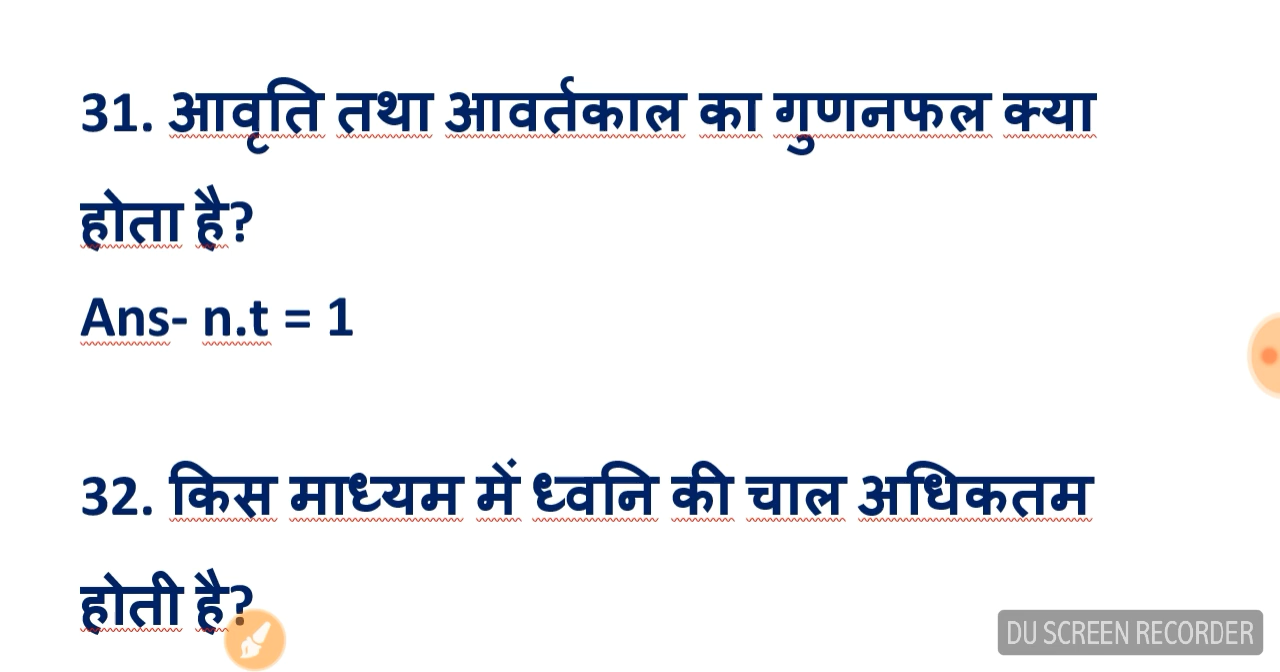 31. आवृति तथा आवर्तकाल का गुणनफल क्या
होता है?
Ans- n.t = 1
32. किस माध्यम में ध्वनि की चाल अधिकतम
होती है?
DU SCREEN RECORDER